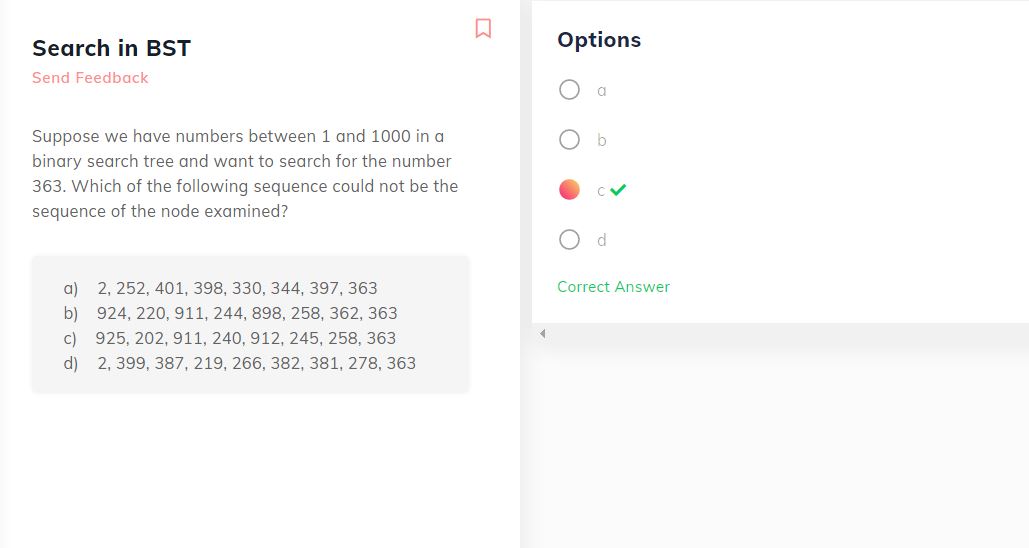 Search in BST
Send Feedback
Suppose we have numbers between 1 and 1000 in a
binary search tree and want to search for the number
363. Which of the following sequence could not be the
sequence of the node examined?
a) 2, 252, 401, 398, 330, 344, 397, 363
b) 924, 220, 911, 244, 898, 258, 362, 363
c) 925, 202, 911, 240, 912, 245, 258, 363
d) 2, 399, 387, 219, 266, 382, 381, 278, 363
Options
a
b
c
d
Correct Answer